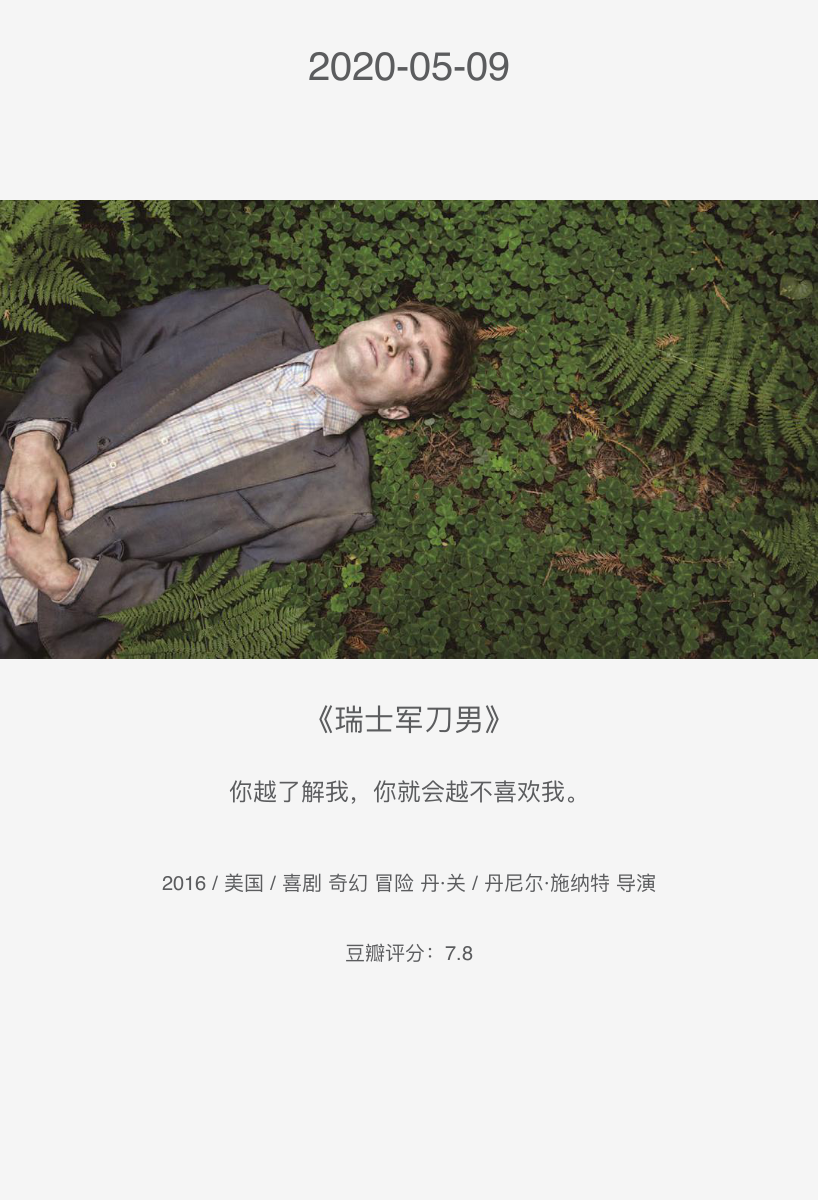 2020-05-09
《瑞士军刀男》
你越了解我，你就会越不喜欢我。
2016 / 美国 / 喜剧 奇幻 冒险 丹·关 / 丹尼尔·施纳特 导演
豆瓣评分：7.8